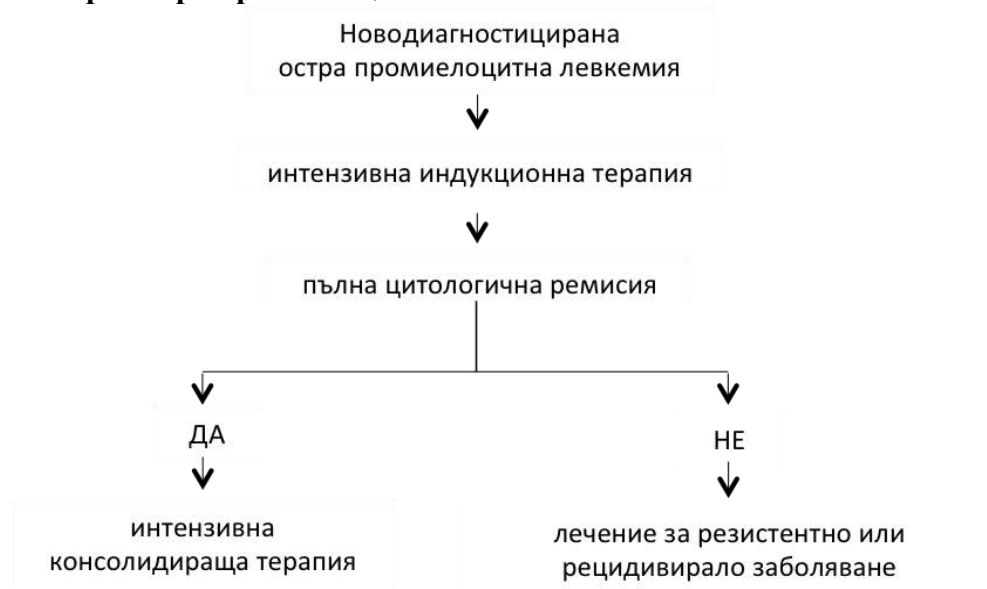 Новодиагностицирана
остра промиелоцитна левкемия
интензивна индукционна терапия
пълна цитологична ремисия
ДА
НЕ
интензивна
консолидираща терапия
лечение за резистентно или
рецидивирало заболяване